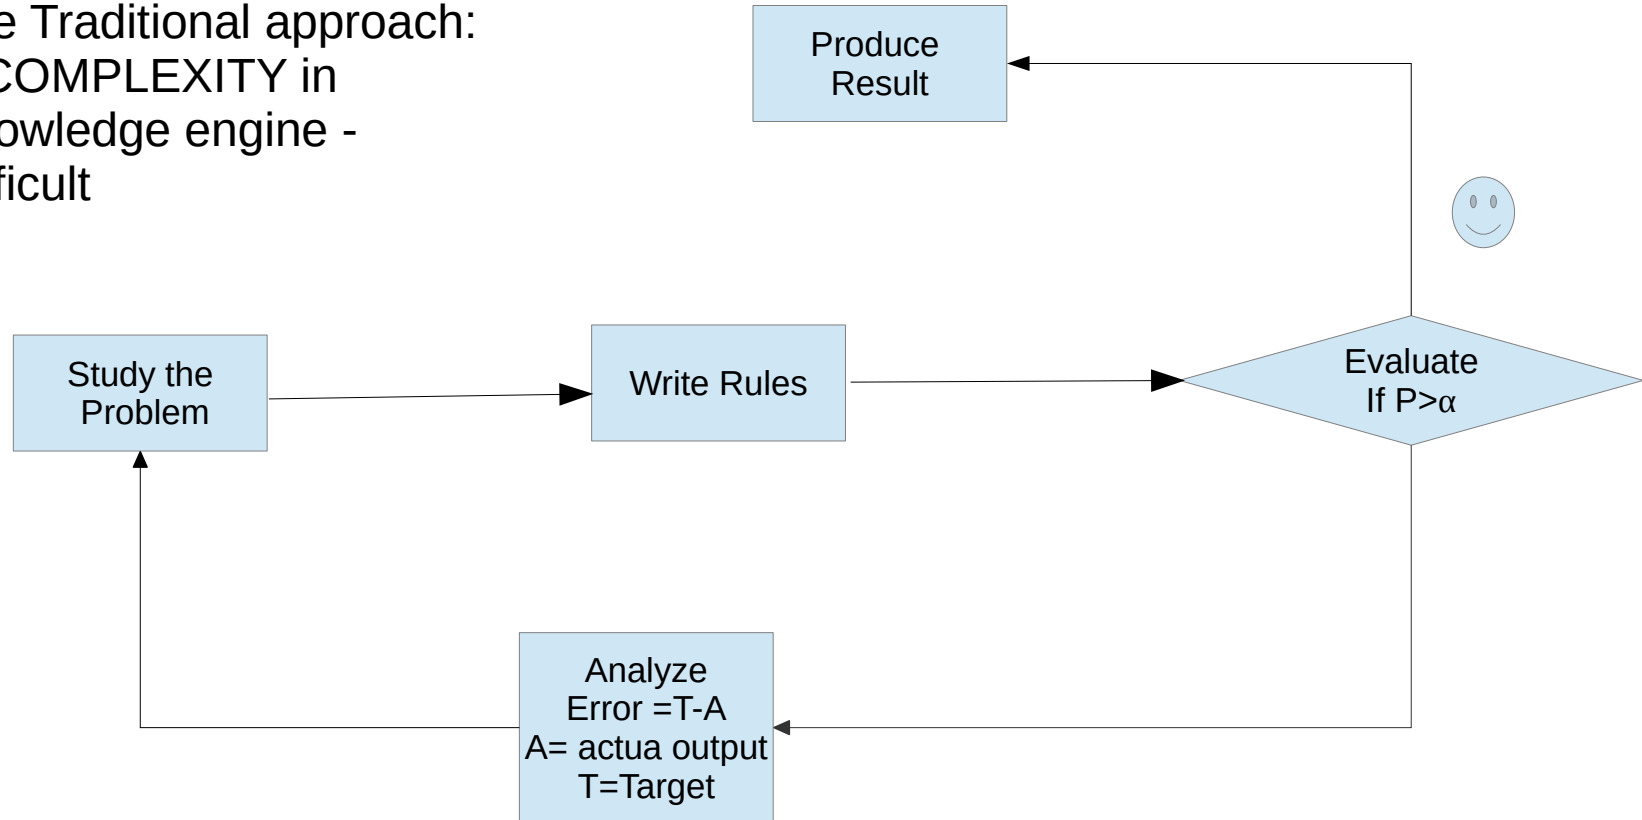 e Traditional approach:
COMPLEXITY in
owledge engine -
ficult
Produce
Result
Study the
Problem
Write Rules
Evaluate
If P>α
Analyze
Error =T-A
A= actua output
T=Target